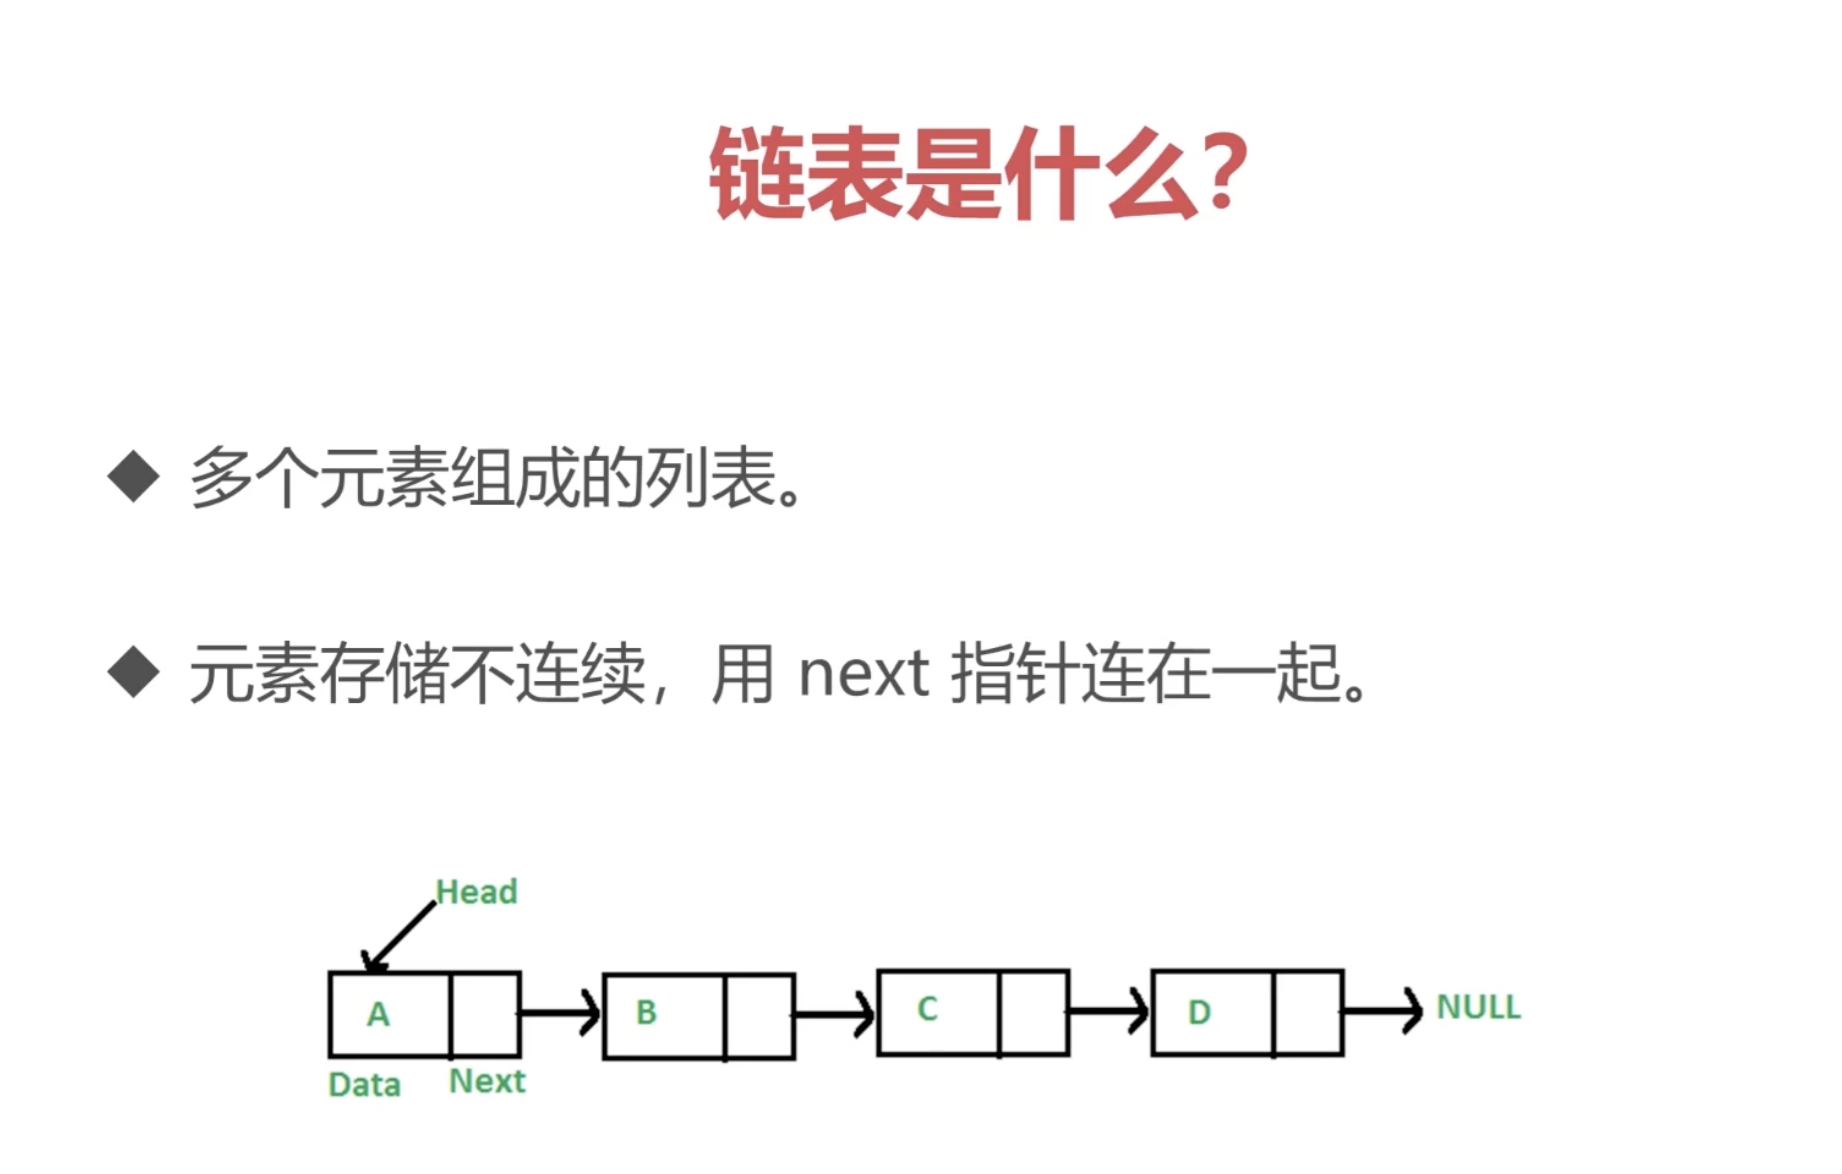 链表是什么?
◆ 多个元素组成的列表。
◆ 元素存储不连续，用 next 指针连在一起。
Head
A B C D NULL
Data Next